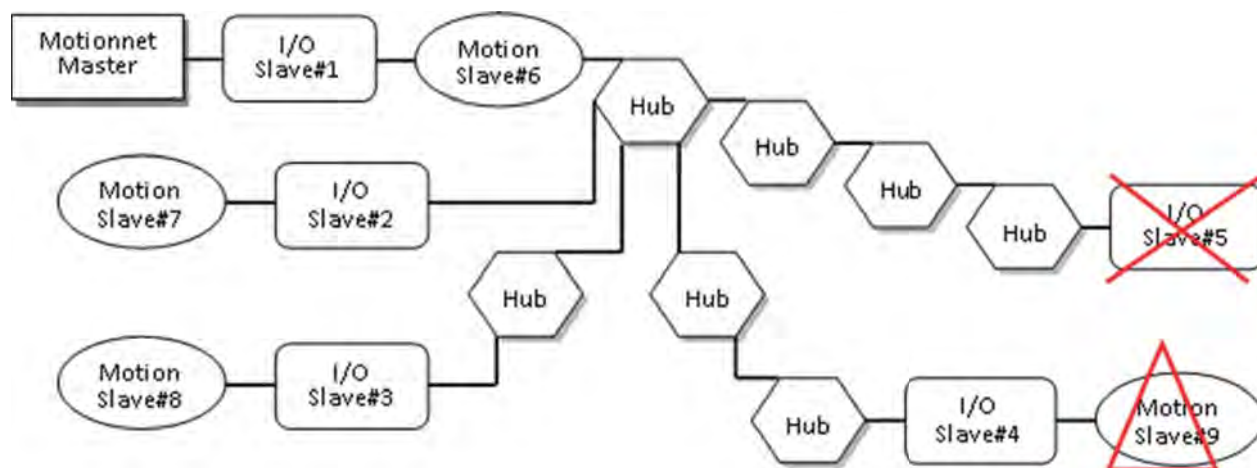 Motionnet
Master
I/O
Slave#1
Motion
Slave#6
Hub
Hub
Hub
Hub
I/O
Slave#5
Motion
Slave#7
I/O
Slave#2
Hub
Hub
Motion
Slave#8
I/O
Slave#3
Hub
I/O
Slave#4
Motion
Slave#9